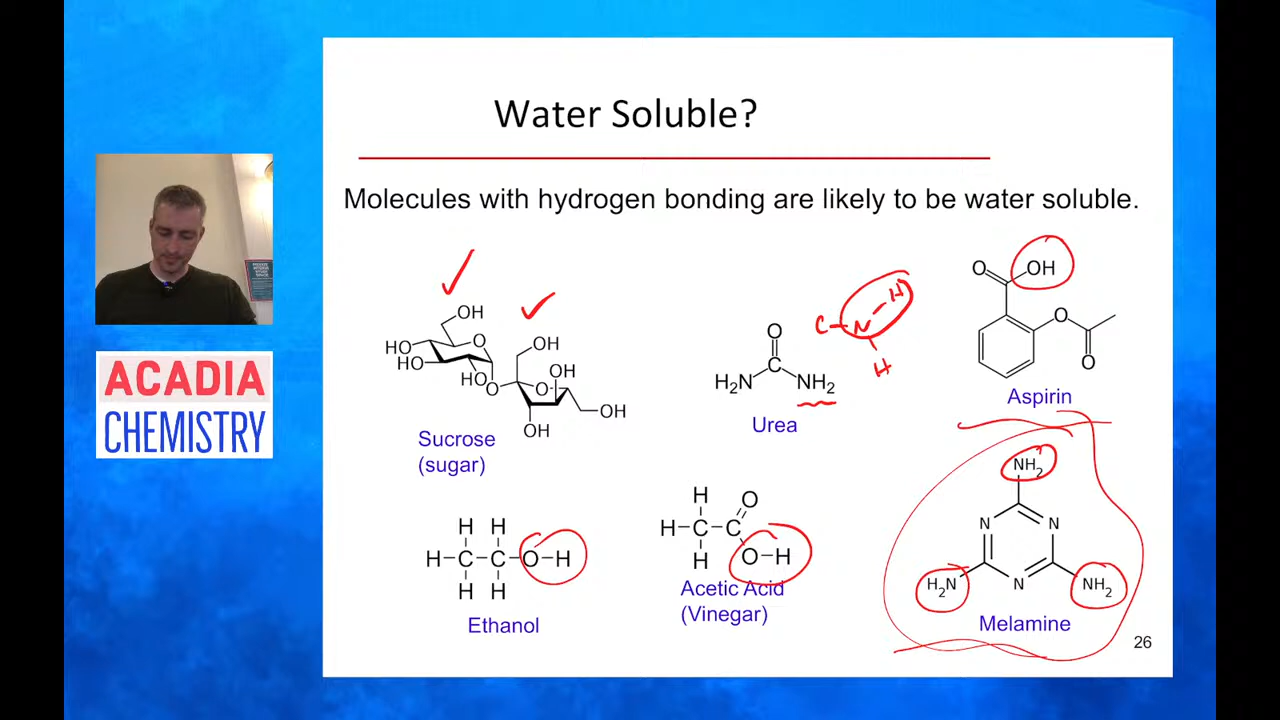 Water Soluble?
Molecules with hydrogen bonding are likely to be water soluble.
ACADIA
CHEMISTRY
OH
HO
HO
O
HO
O
OH
OH
O
OH
OH
Sucrose
(sugar)
C-N-H
H
O
C
H₂N
NH₂
Urea
O
OH
O
O
Aspirin
H H
H-C-C-O-H
H H
Ethanol
H
O
H-C-C
H
O-H
Acetic Acid
(Vinegar)
NH₂
N
N
H₂N
N
NH₂
Melamine
26